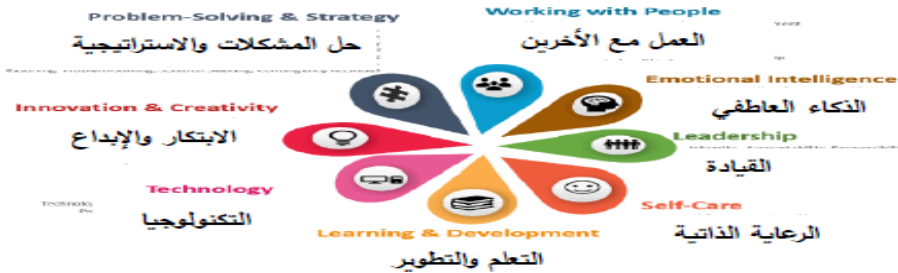 Problem-Solving & Strategy
حل المشكلات والاستراتيجية
Working with People
العمل مع الأخرين
Emotional Intelligence
الذكاء العاطفي
Innovation & Creativity
الابتكار والإبداع
Leadership
القيادة
Technology
التكنولوجيا
Self-Care
الرعاية الذاتية
Learning & Development
التعلم والتطوير